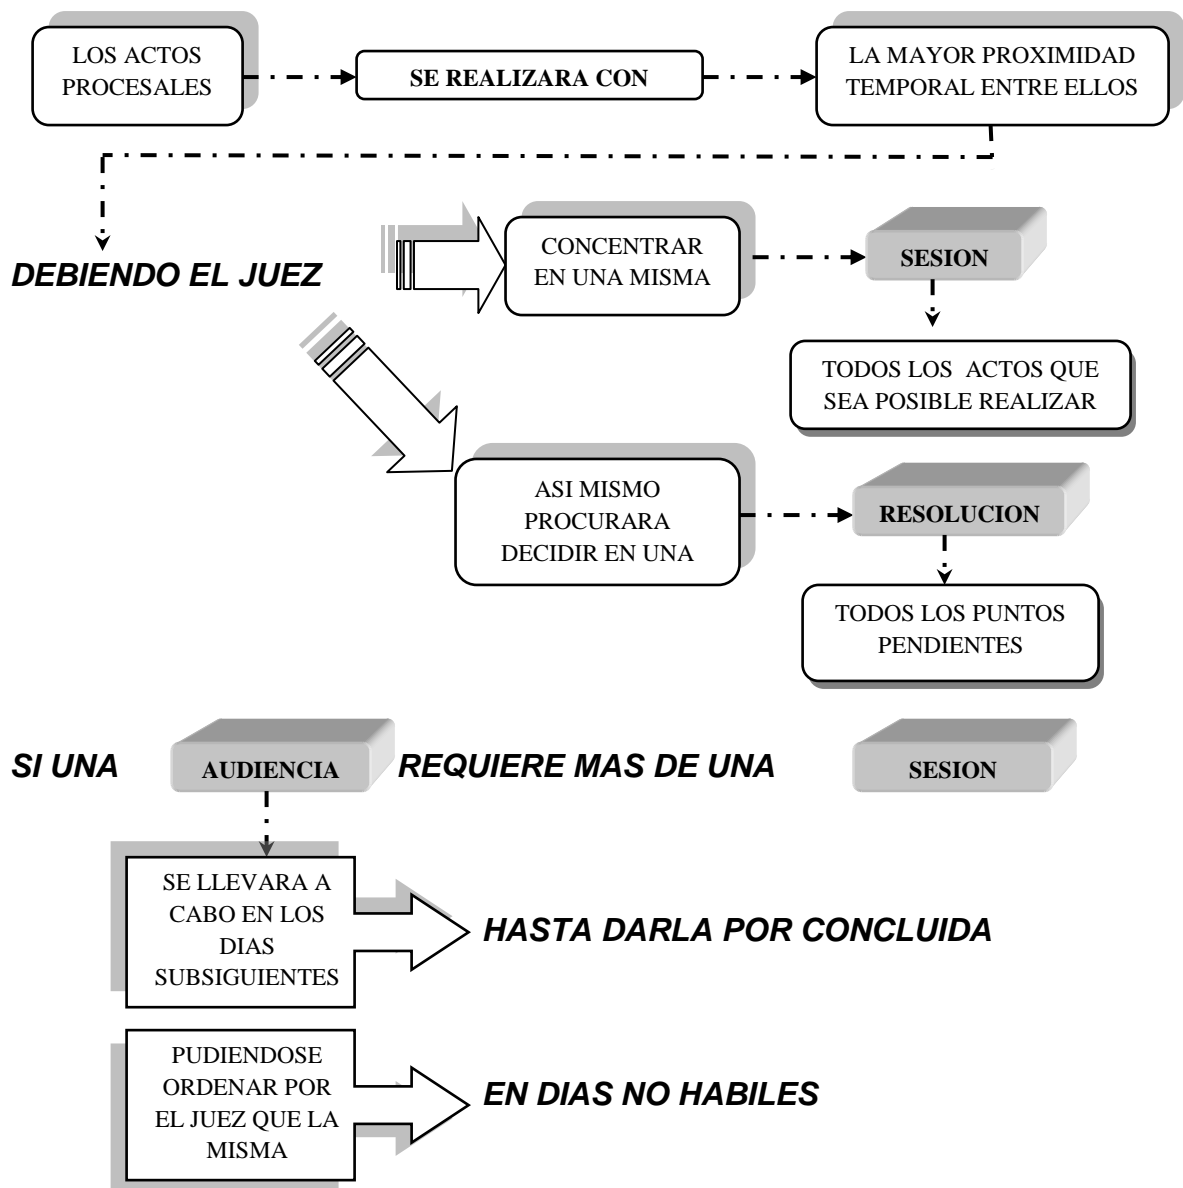 LOS ACTOS
PROCESALES
SE REALIZARA CON
LA MAYOR PROXIMIDAD
TEMPORAL ENTRE ELLOS
DEBIENDO EL JUEZ
CONCENTRAR
EN UNA MISMA
SESION
TODOS LOS ACTOS QUE
SEA POSIBLE REALIZAR
ASI MISMO
PROCURARA
DECIDIR EN UNA
RESOLUCION
TODOS LOS PUNTOS
PENDIENTES
SI UNA
AUDIENCIA
REQUIERE MAS DE UNA
SESION
SE LLEVARA A
CABO EN LOS
DIAS
SUBSIGUIENTES
HASTA DARLA POR CONCLUIDA
PUDIENDOSE
ORDENAR POR
EL JUEZ QUE LA
MISMA
EN DIAS NO HABILES